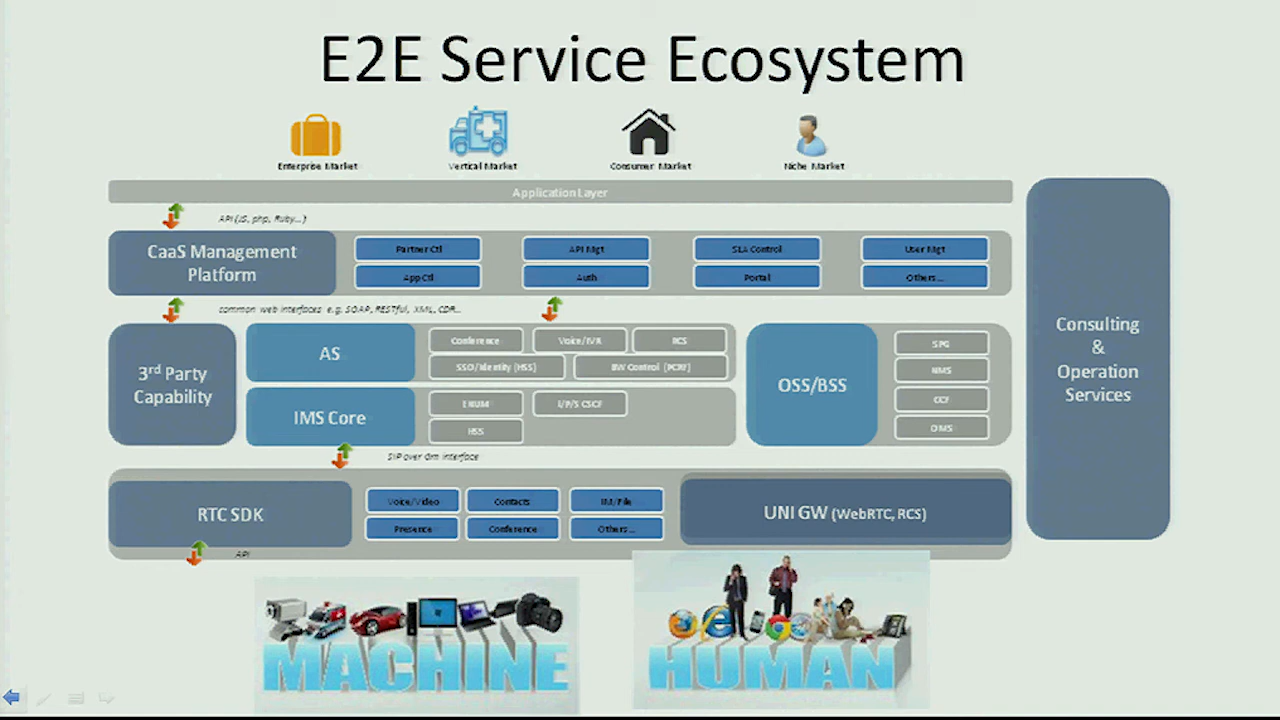 E2E Service Ecosystem
Enterprise Market
Vertical Market
Consumer Market
Niche Market
Application Layer
API (JS, php, Ruby...)
CaaS Management
Platform
Partner Ctl
API Mgt
SLA Control
User Mgt
App Ctl
Auth
Portal
Others...
common web interfaces e.g. SOAP, RESTful, XML, CDR...
3rd Party
Capability
AS
Conference
Voice/IVR
RCS
SSO/Identity (HSS)
BW Control (PCRF)
IMS Core
ENUM
I/P/S CSCF
HSS
OSS/BSS
SPG
NMS
CCF
OMS
Consulting
&
Operation
Services
SIP over Gm interface
RTC SDK
Voice/Video
Contacts
IM/File
Presence
Conference
Others...
UNI GW (WebRTC, RCS)
API
MACHINE
HUMAN